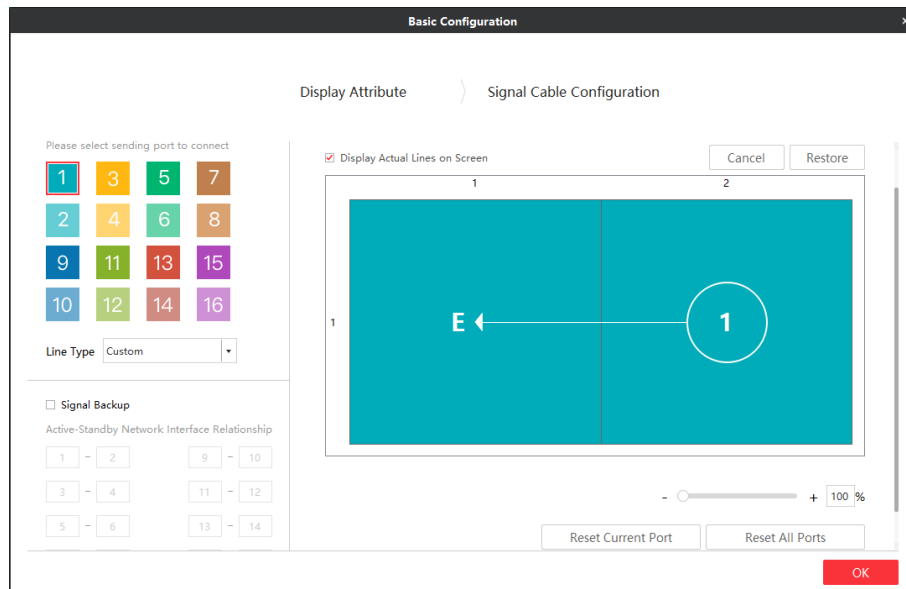 Basic Configuration ×
Display Attribute Signal Cable Configuration
Please select sending port to connect
1 3 5 7
2 4 6 8
9 11 13 15
10 12 14 16
Line Type Custom
Signal Backup
Active-Standby Network Interface Relationship
1 - 2 9 - 10
3 - 4 11 - 12
5 - 6 13 - 14
Display Actual Lines on Screen Cancel Restore
1 2
1 E 1
- + 100 %
Reset Current Port Reset All Ports
OK